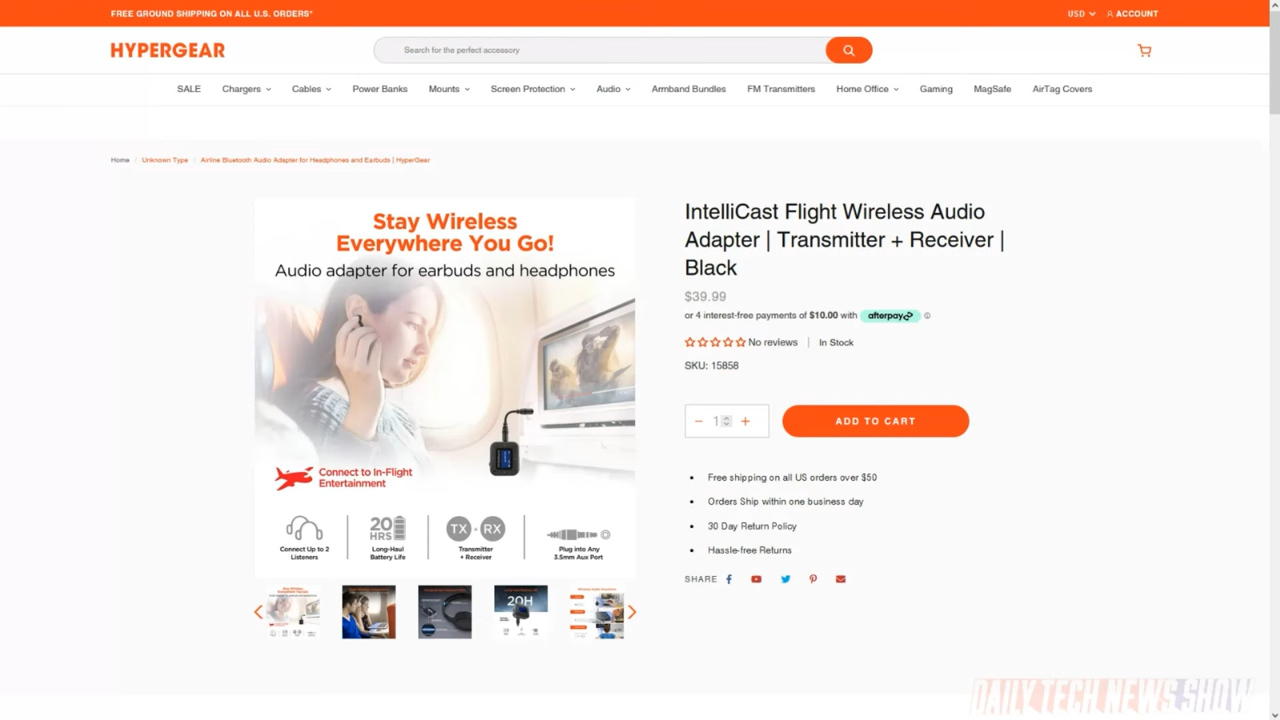 FREE GROUND SHIPPING ON ALL U.S. ORDERS*
USD ACCOUNT
HYPERGEAR
Search for the perfect accessory
SALE Chargers Cables Power Banks Mounts Screen Protection Audio Armband Bundles FM Transmitters Home Office Gaming MagSafe AirTag Covers
Home / Unknown Type / Airline Bluetooth Audio Adapter for Headphones and Earbuds | HyperGear
Stay Wireless
Everywhere You Go!
Audio adapter for earbuds and headphones
Connect to In-Flight
Entertainment
20
HRS
TX RX
Connect Up to 2
Listeners
Long-Haul
Battery Life
Transmitter
+ Receiver
Plug into Any
3.5mm Aux Port
20H
IntelliCast Flight Wireless Audio
Adapter | Transmitter + Receiver |
Black
$39.99
or 4 interest-free payments of $10.00 with afterpay
No reviews | In Stock
SKU: 15858
− 1 +
ADD TO CART
• Free shipping on all US orders over $50
• Orders Ship within one business day
• 30 Day Return Policy
• Hassle-free Returns
SHARE
DAILY TECH NEWS SHOW